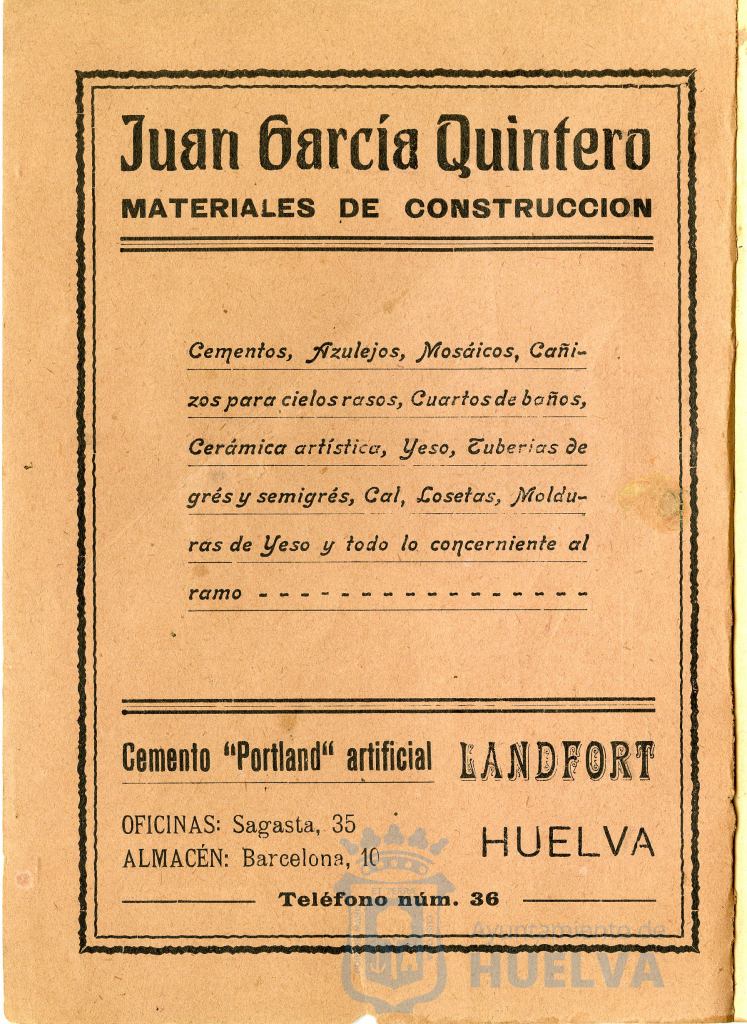 Juan García Quintero
MATERIALES DE CONSTRUCCION
Cementos, Azulejos, Mosáicos, Cañi-
zos para cielos rasos, Cuartos de baños,
Cerámica artística, Yeso, Tuberias de
grés y semigrés, Cal, Losetas, Moldu-
ras de Yeso y todo lo concerniente al
ramo - - - - - - - - - - - - - - - -
Cemento "Portland" artificial LANDFORT
OFICINAS: Sagasta, 35
ALMACÉN: Barcelona, 10
HUELVA
Teléfono núm. 36
Ayuntamiento de
HUELVA